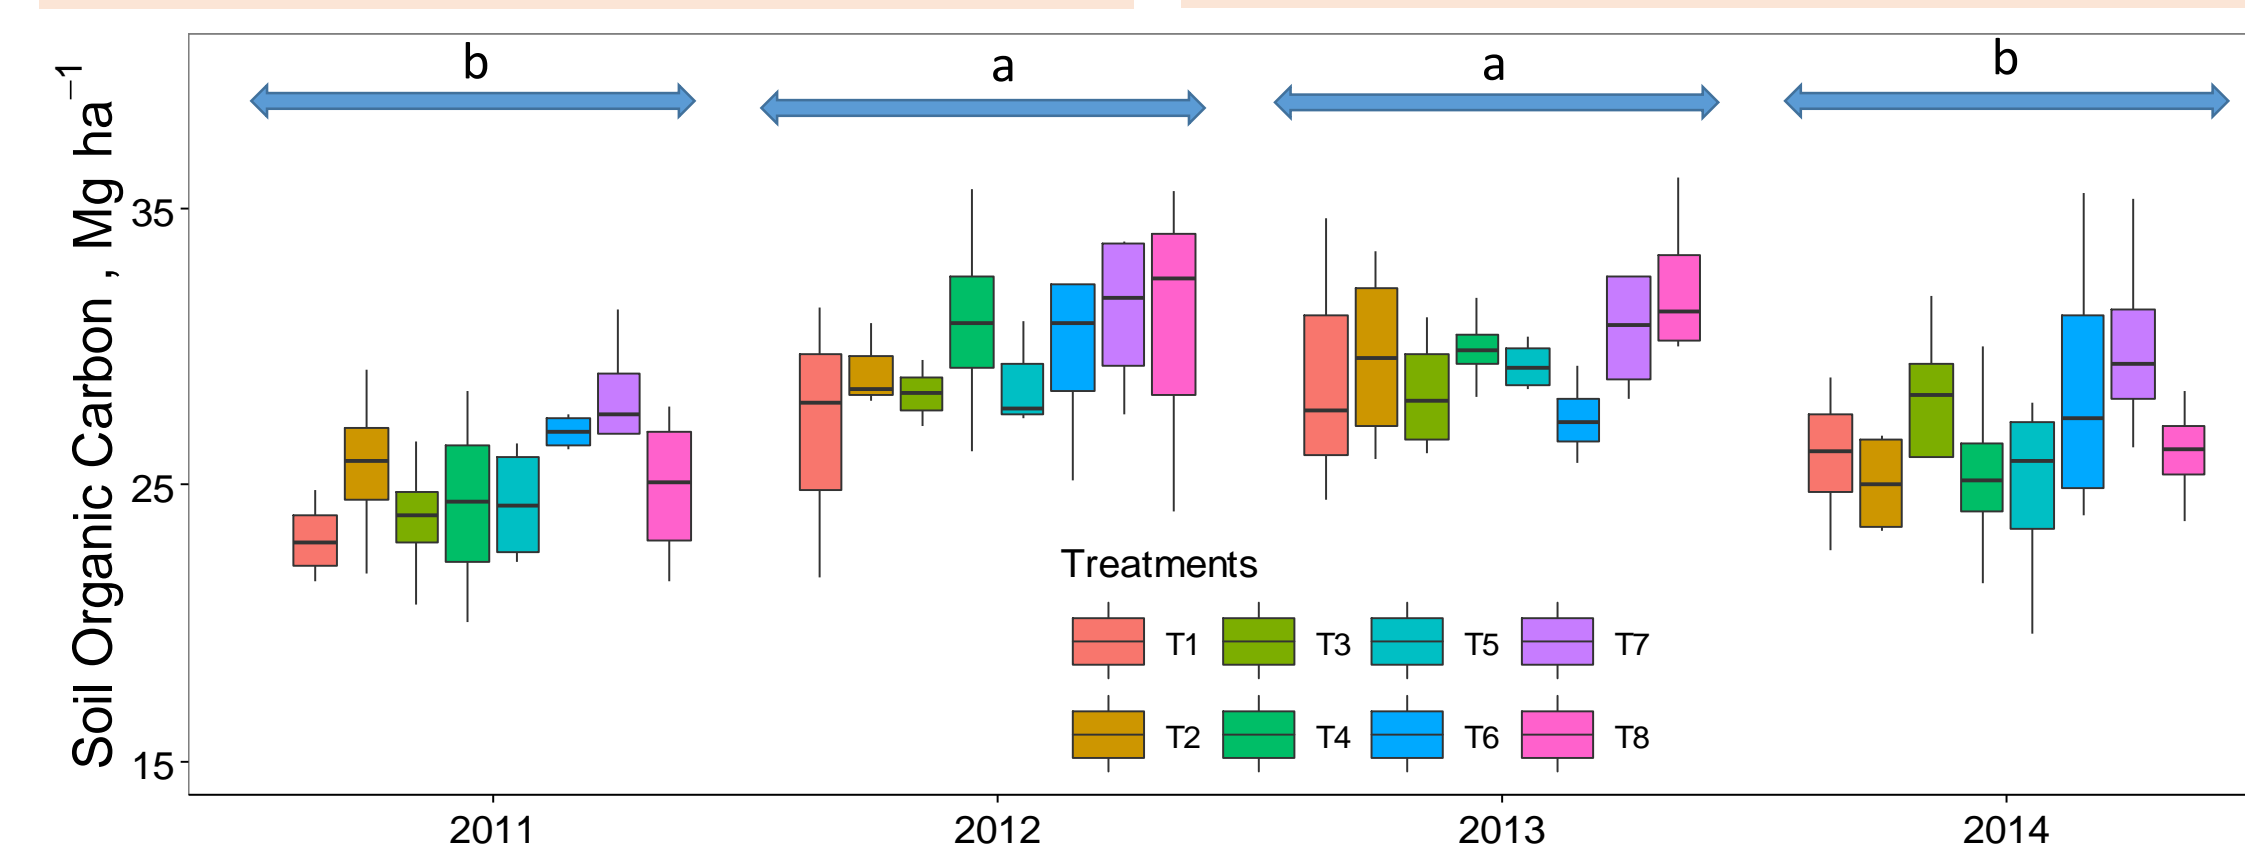 b a a b
Soil Organic Carbon , Mg ha⁻¹
35
25
15
Treatments
T1 T3 T5 T7
T2 T4 T6 T8
2011 2012 2013 2014